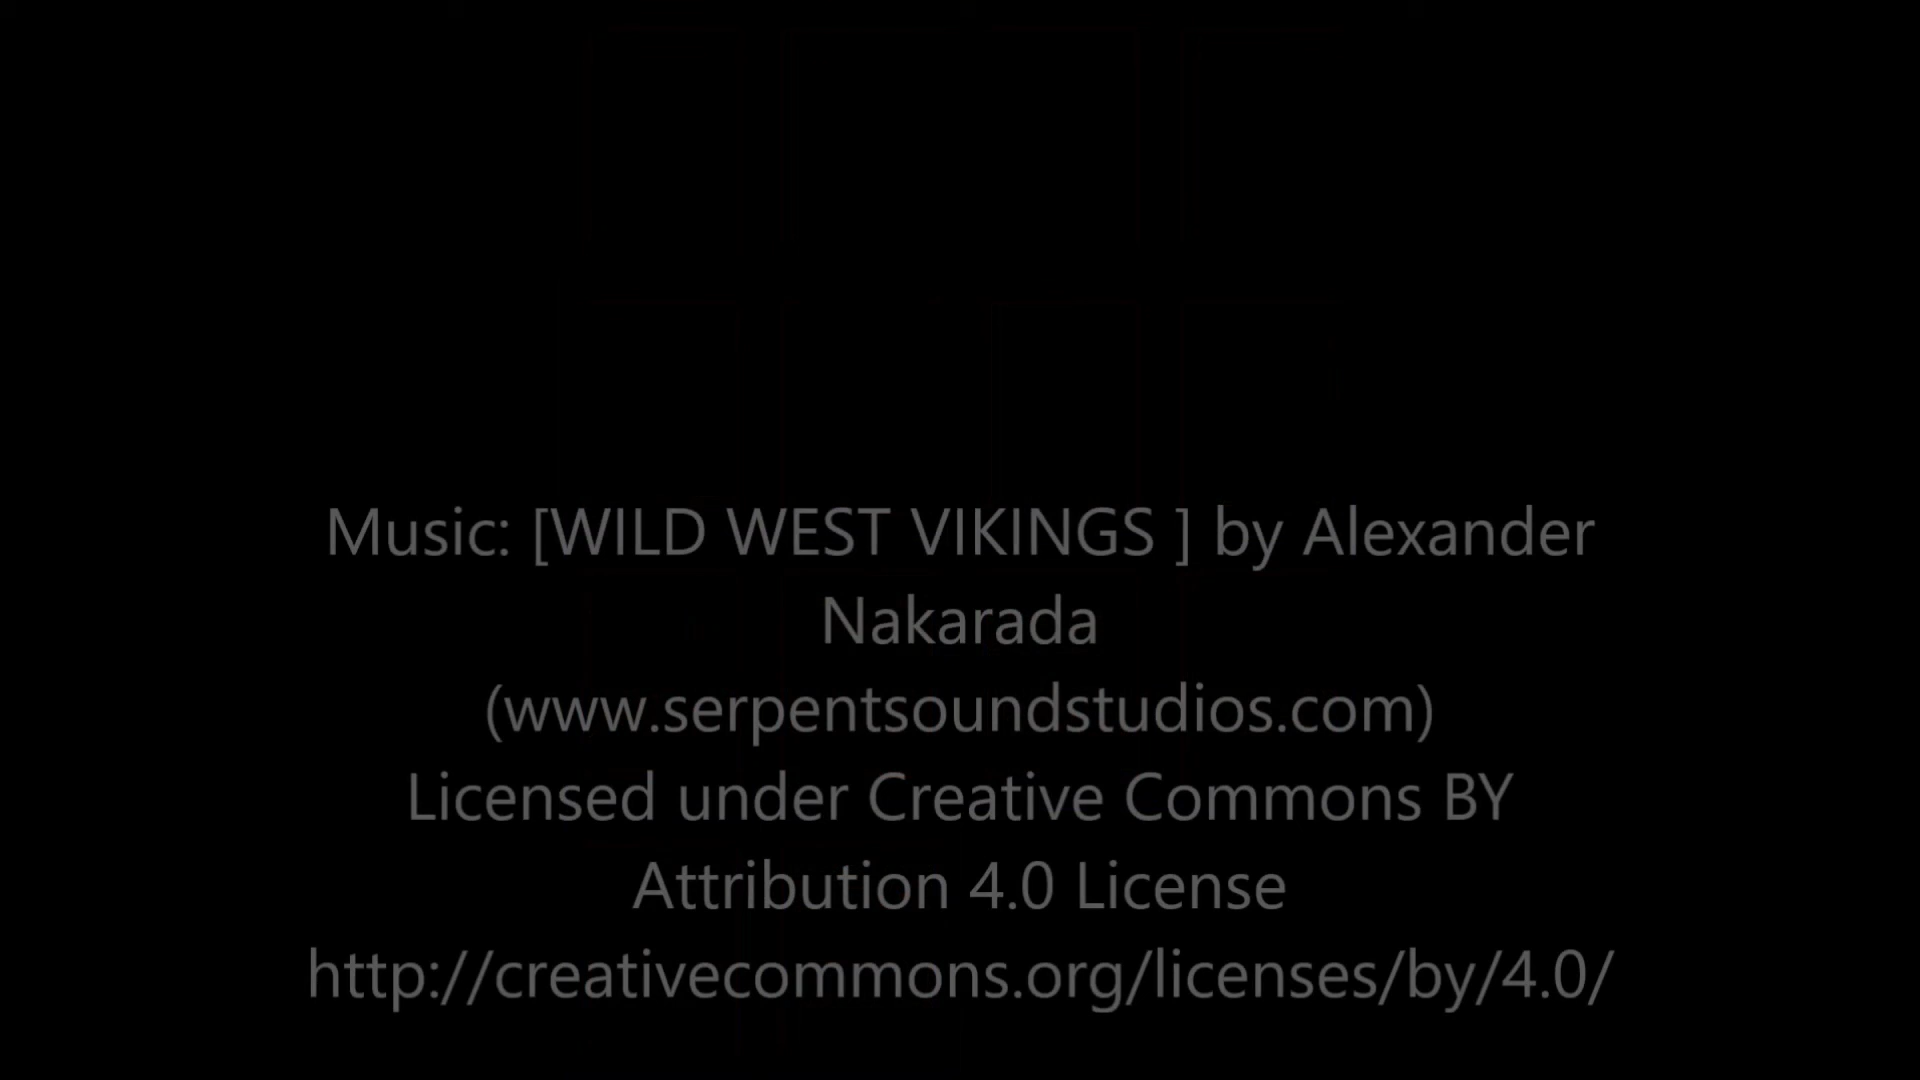 Music: [WILD WEST VIKINGS ] by Alexander
Nakarada
(www.serpentsoundstudios.com)
Licensed under Creative Commons BY
Attribution 4.0 License
http://creativecommons.org/licenses/by/4.0/